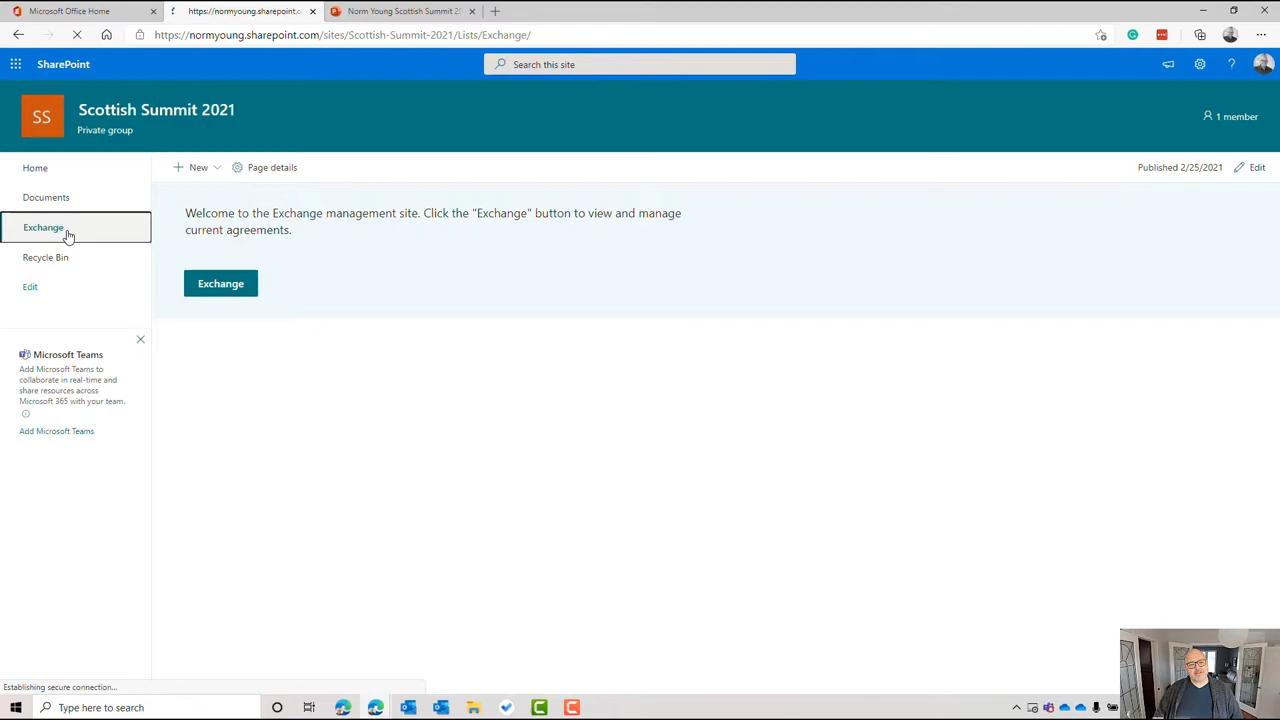 Microsoft Office Home
https://normyoung.sharepoint.c
Norm Young Scottish Summit 20
https://normyoung.sharepoint.com/sites/Scottish-Summit-2021/Lists/Exchange/
SharePoint
Search this site
SS
Scottish Summit 2021
Private group
1 member
Home
New
Page details
Published 2/25/2021
Edit
Documents
Exchange
Recycle Bin
Edit
Welcome to the Exchange management site. Click the "Exchange" button to view and manage
current agreements.
Exchange
Microsoft Teams
Add Microsoft Teams to
collaborate in real-time and
share resources across
Microsoft 365 with your team.
Add Microsoft Teams
Establishing secure connection...
Type here to search